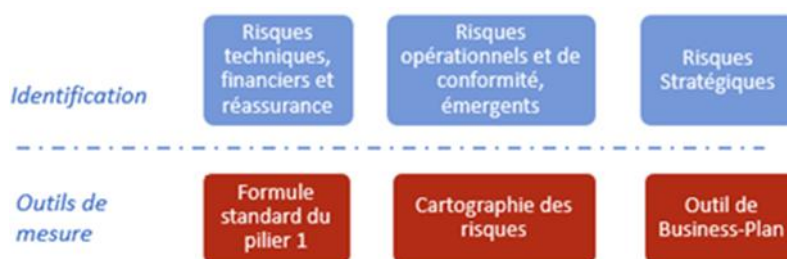 Identification
Risques
techniques,
financiers et
réassurance
Risques
opérationnels et de
conformité,
émergents
Risques
Stratégiques
Outils de
mesure
Formule
standard du
pilier 1
Cartographie des
risques
Outil de
Business-Plan